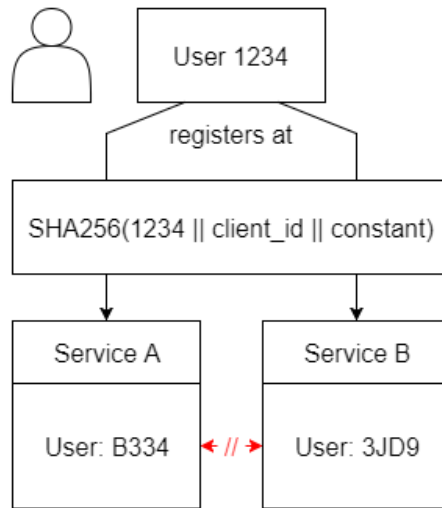 User 1234
registers at
SHA256(1234 || client_id || constant)
Service A
Service B
User: B334
//
User: 3JD9